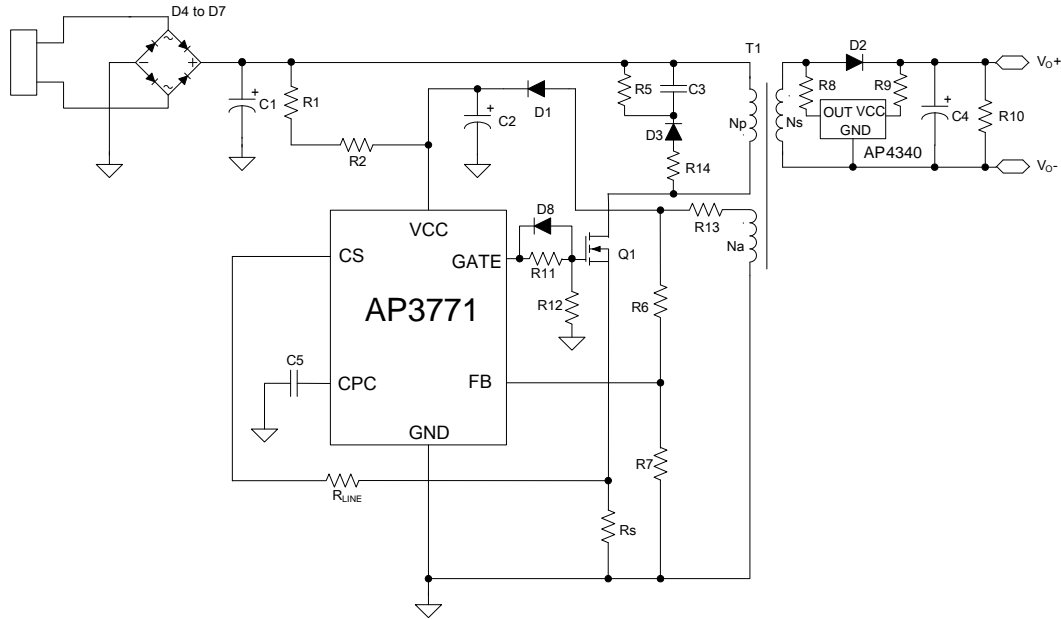 D4 to D7
~
~
+
C1
+
R1
R2
C2
+
D1
R5
C3
D3
R14
T1
Np
Ns
D2
R8
R9
OUT VCC
GND
AP4340
C4
+
R10
Vo+
Vo-
VCC
CS
GATE
AP3771
CPC
FB
GND
C5
D8
R11
R12
Q1
R13
Na
R6
R7
RLINE
Rs